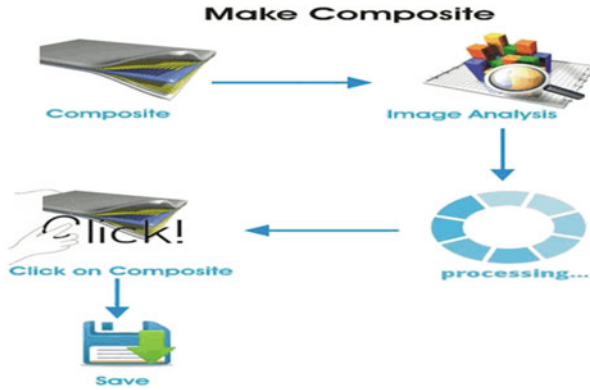 Make Composite
Composite
Image Analysis
processing...
Click!
Click on Composite
Save